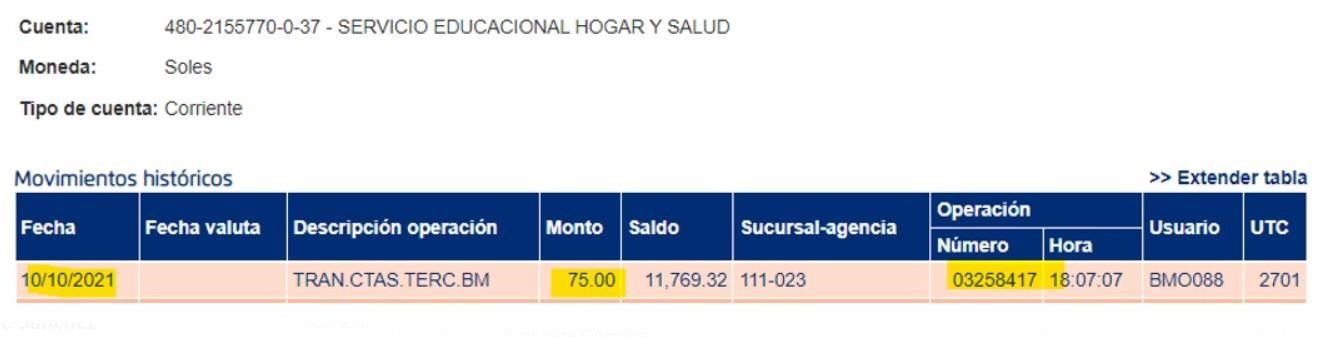 Cuenta: 480-2155770-0-37 - SERVICIO EDUCACIONAL HOGAR Y SALUD
Moneda: Soles
Tipo de cuenta: Corriente
Movimientos históricos >> Extender tabla
Fecha Fecha valuta Descripción operación Monto Saldo Sucursal-agencia Operación Usuario UTC
Número Hora
10/10/2021 TRAN.CTAS.TERC.BM 75.00 11,769.32 111-023 03258417 18:07:07 BMO088 2701